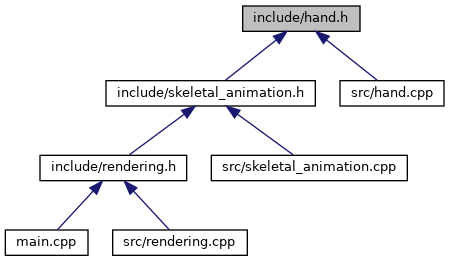 include/hand.h
include/skeletal_animation.h
src/hand.cpp
include/rendering.h
src/skeletal_animation.cpp
main.cpp
src/rendering.cpp